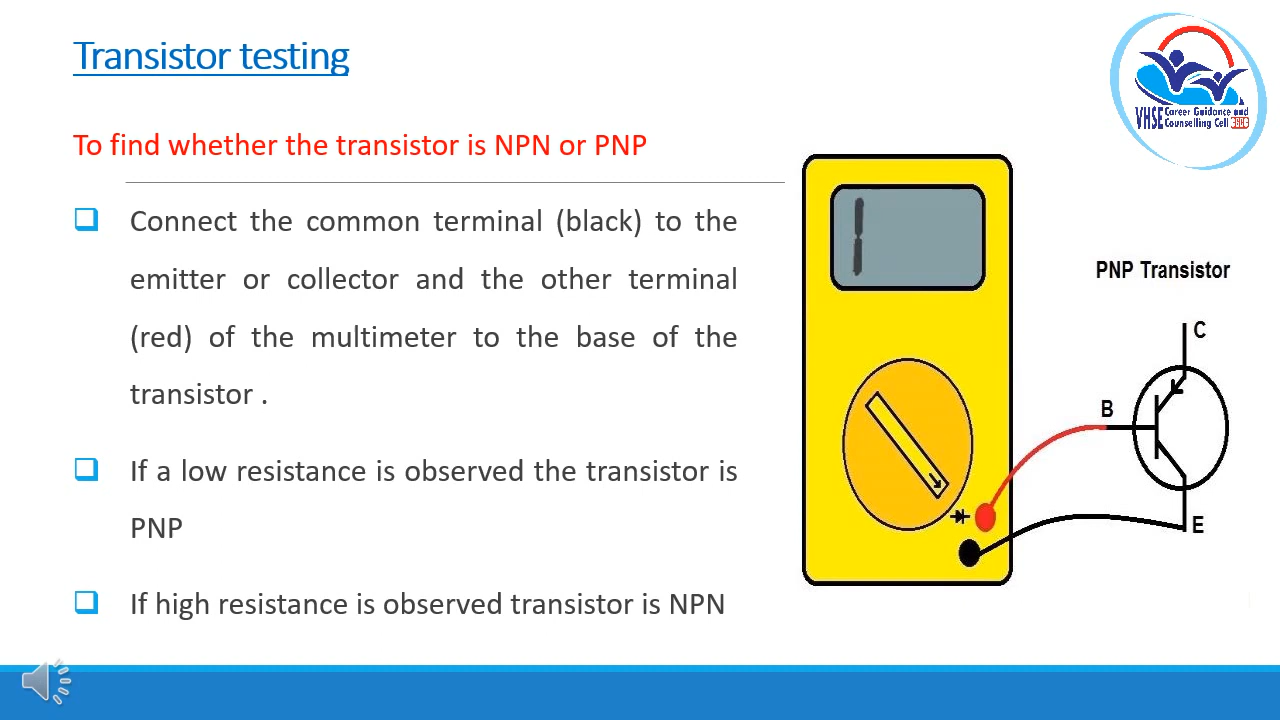 Transistor testing
To find whether the transistor is NPN or PNP
Connect the common terminal (black) to the
emitter or collector and the other terminal
(red) of the multimeter to the base of the
transistor .
If a low resistance is observed the transistor is
PNP
If high resistance is observed transistor is NPN
VHSE Career Guidance and
Counselling Cell
1
PNP Transistor
C
B
E